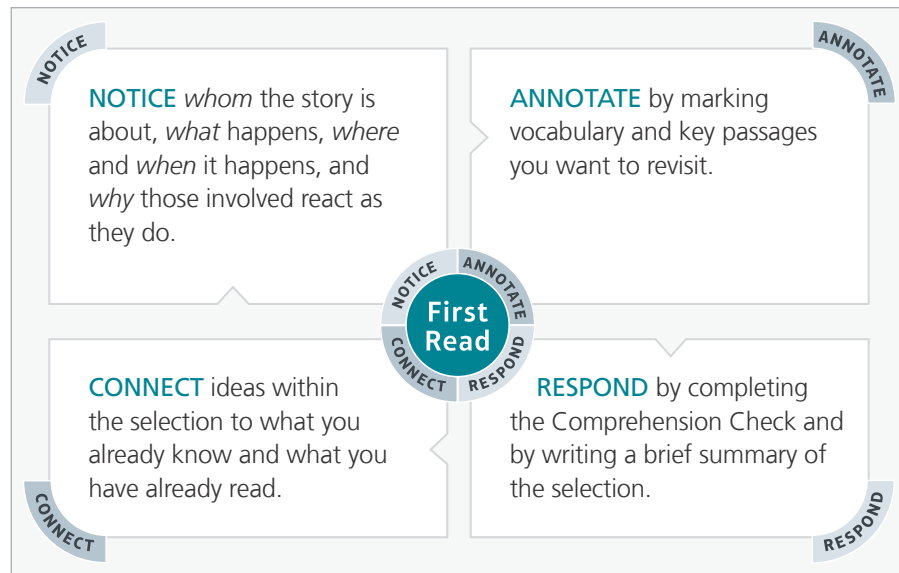 NOTICE
NOTICE whom the story is
about, what happens, where
and when it happens, and
why those involved react as
they do.
ANNOTATE
ANNOTATE by marking
vocabulary and key passages
you want to revisit.
NOTICE
ANNOTATE
First
Read
CONNECT
RESPOND
CONNECT ideas within
the selection to what you
already know and what you
have already read.
CONNECT
RESPOND by completing
the Comprehension Check and
by writing a brief summary of
the selection.
RESPOND